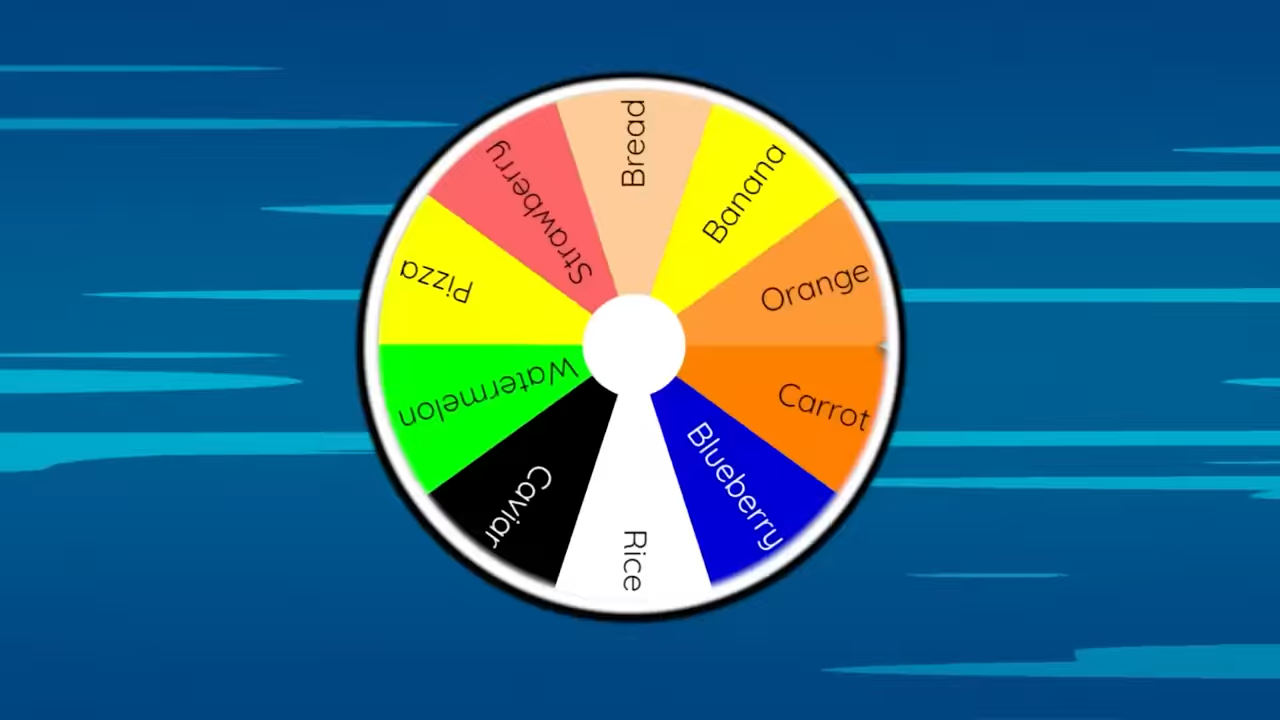 Bread
Banana
Orange
Carrot
Blueberry
Rice
Caviar
Watermelon
Pizza
Strawberry